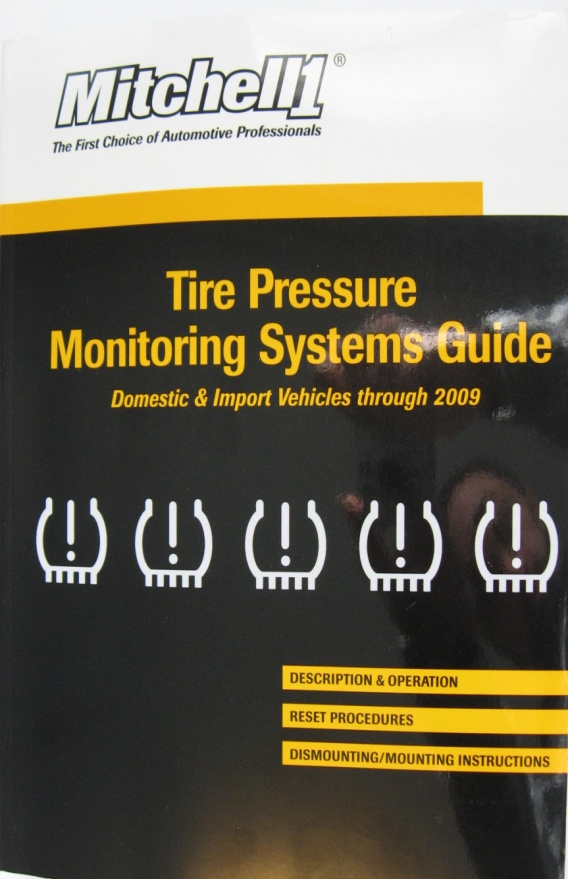 Mitchell1®
The First Choice of Automotive Professionals
Tire Pressure
Monitoring Systems Guide
Domestic & Import Vehicles through 2009
DESCRIPTION & OPERATION
RESET PROCEDURES
DISMOUNTING/MOUNTING INSTRUCTIONS